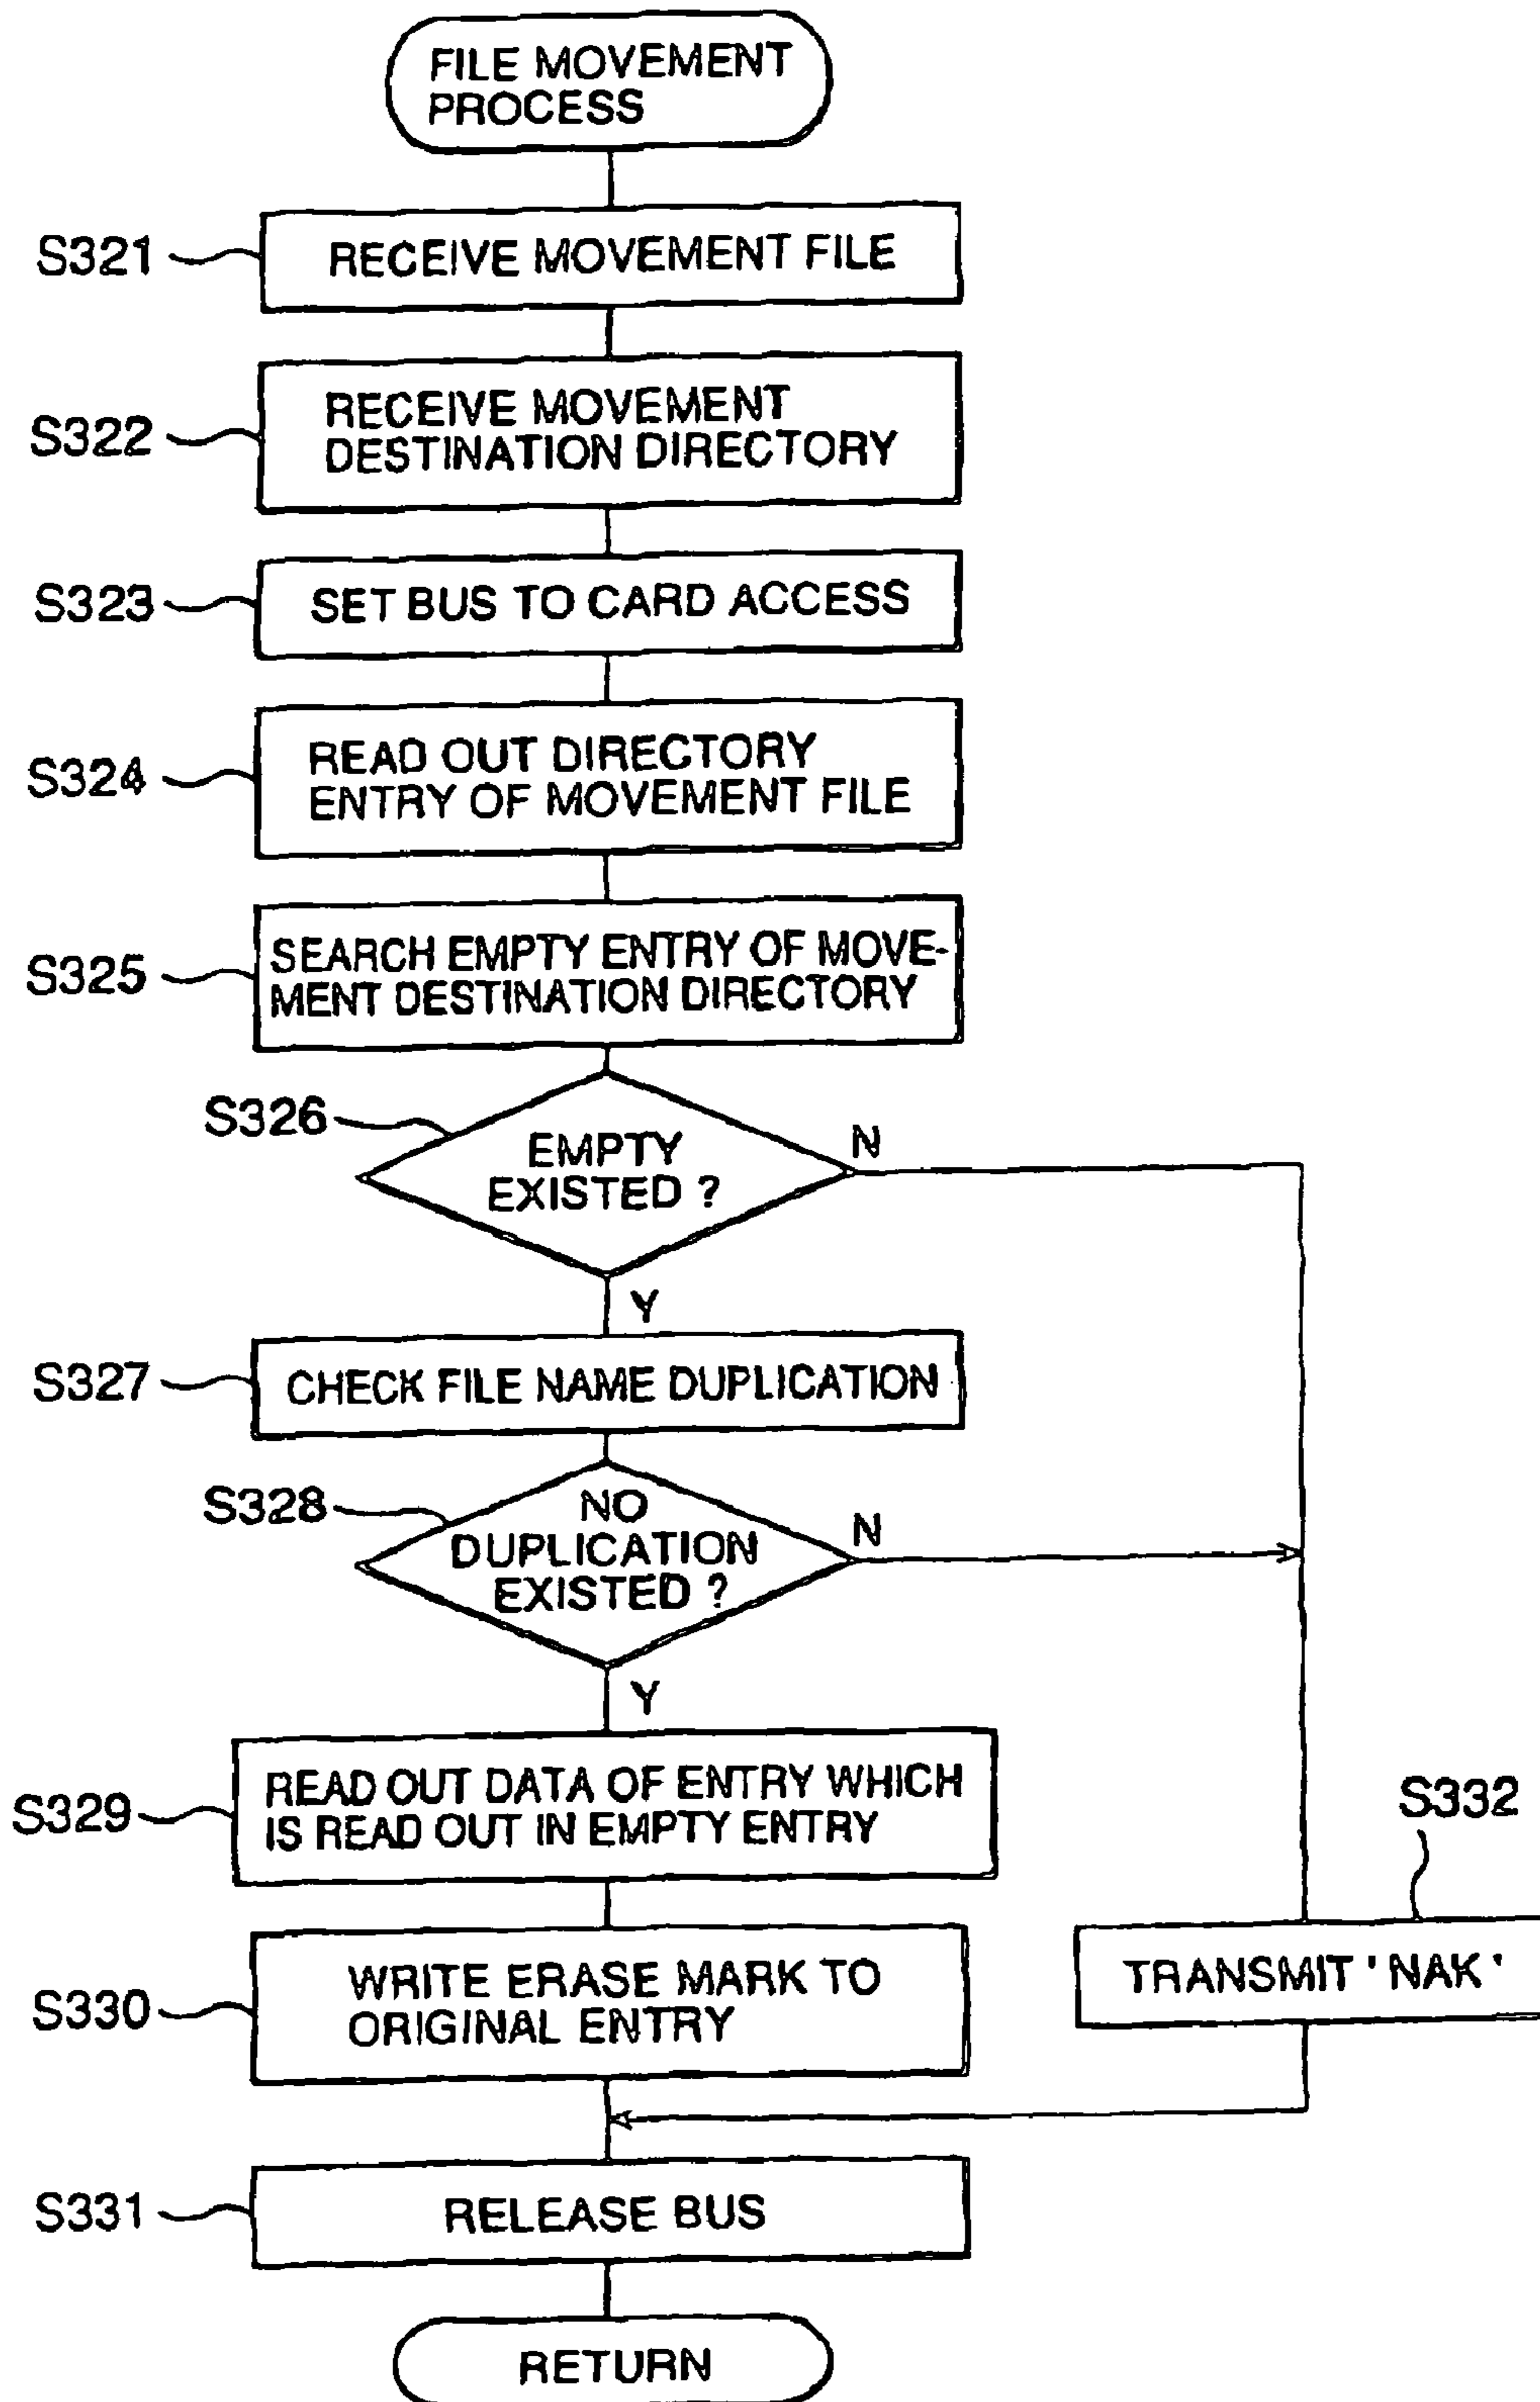 FILE MOVEMENT
PROCESS
S321
RECEIVE MOVEMENT FILE
S322
RECEIVE MOVEMENT
DESTINATION DIRECTORY
S323
SET BUS TO CARD ACCESS
S324
READ OUT DIRECTORY
ENTRY OF MOVEMENT FILE
S325
SEARCH EMPTY ENTRY OF MOVE-
MENT DESTINATION DIRECTORY
S326
EMPTY
EXISTED ?
N
Y
S327
CHECK FILE NAME DUPLICATION
S328
NO
DUPLICATION
EXISTED ?
N
Y
S329
READ OUT DATA OF ENTRY WHICH
IS READ OUT IN EMPTY ENTRY
S332
TRANSMIT 'NAK'
S330
WRITE ERASE MARK TO
ORIGINAL ENTRY
S331
RELEASE BUS
RETURN